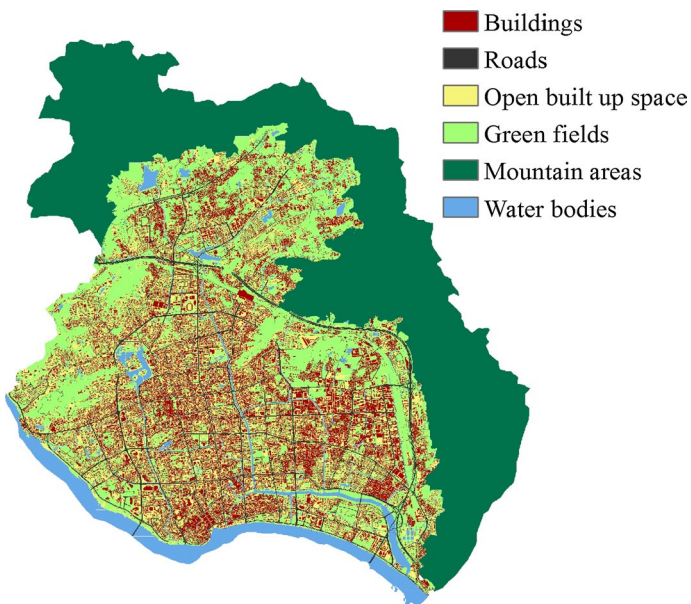 Buildings
Roads
Open built up space
Green fields
Mountain areas
Water bodies